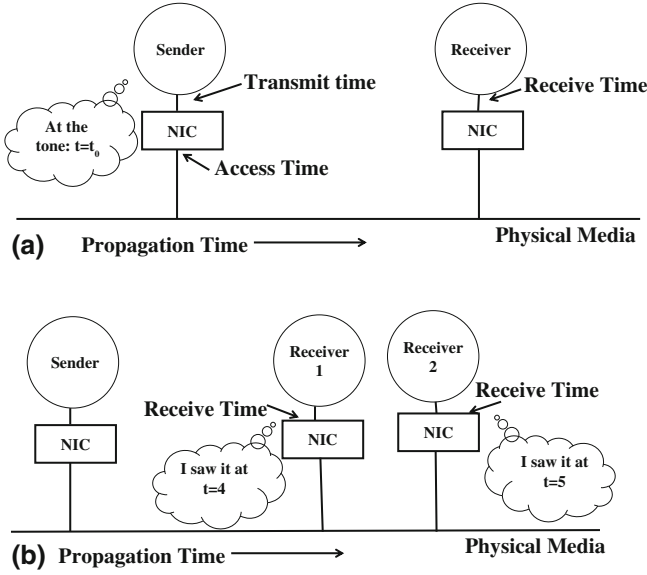 Sender
Receiver
Transmit time
Receive Time
At the
tone: t=t0
NIC
NIC
Access Time
Physical Media
(a) Propagation Time
Sender
Receiver
1
Receiver
2
Receive Time
Receive Time
NIC
NIC
NIC
I saw it at
t=4
I saw it at
t=5
Physical Media
(b) Propagation Time